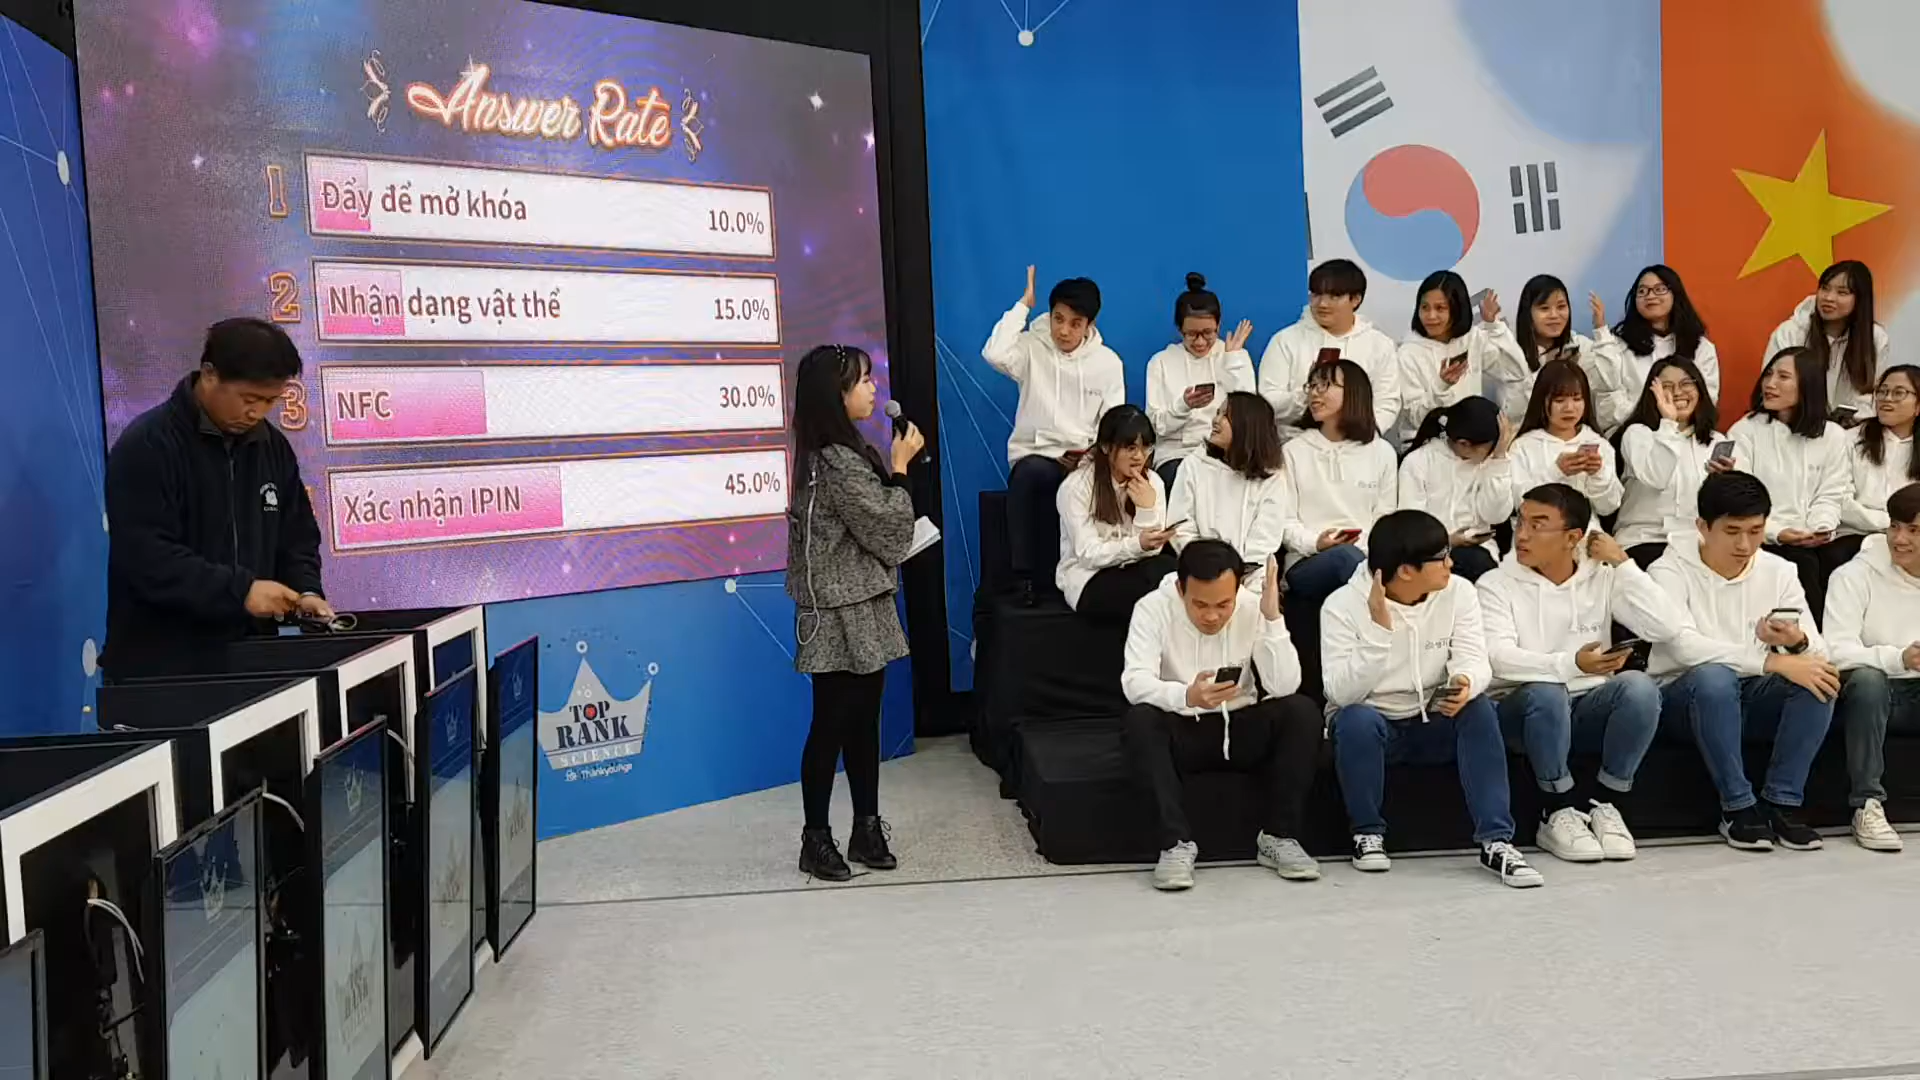 Answer Rate
1
Đẩy để mở khóa
10.0%
2
Nhận dạng vật thể
15.0%
3
NFC
30.0%
Xác nhận IPIN
45.0%
TOP
RANK
SCIENCE
ThankyouAge